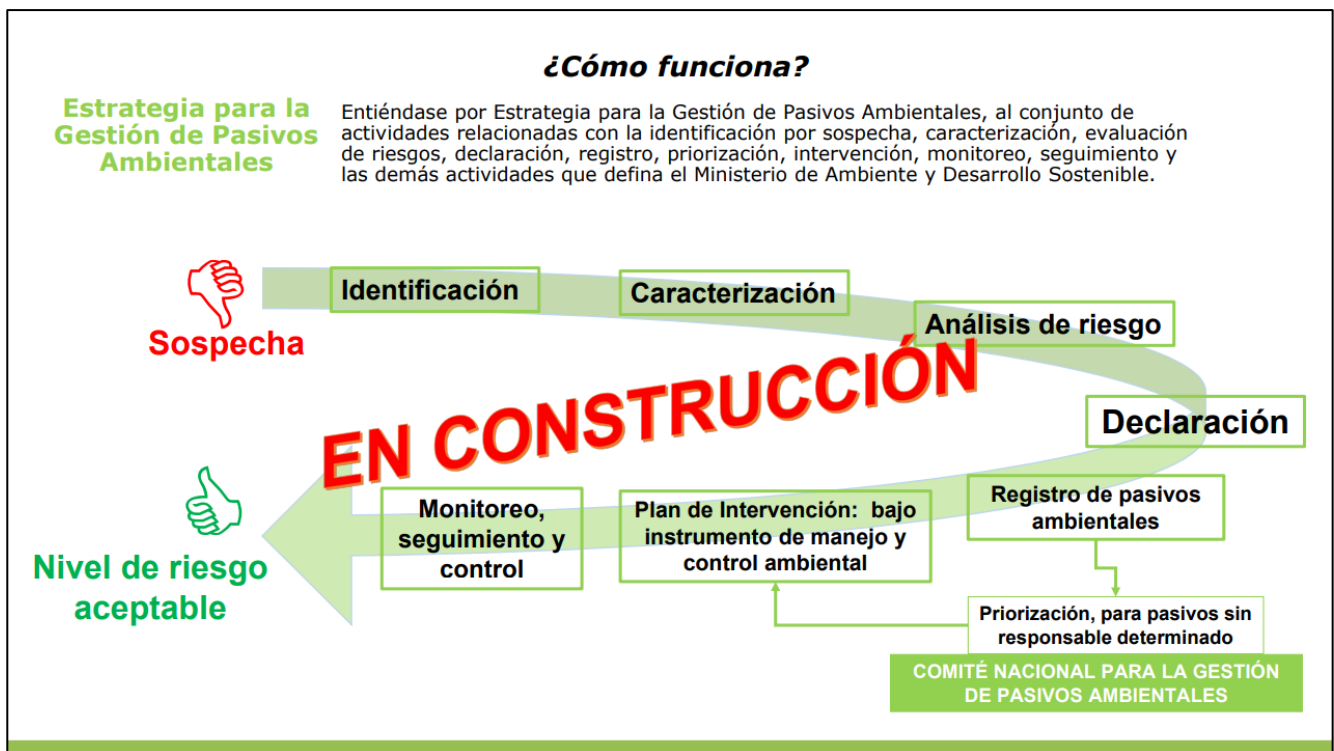 ¿Cómo funciona?
Estrategia para la
Gestión de Pasivos
Ambientales
Entiéndase por Estrategia para la Gestión de Pasivos Ambientales, al conjunto de
actividades relacionadas con la identificación por sospecha, caracterización, evaluación
de riesgos, declaración, registro, priorización, intervención, monitoreo, seguimiento y
las demás actividades que defina el Ministerio de Ambiente y Desarrollo Sostenible.
Sospecha
Identificación
Caracterización
Análisis de riesgo
EN CONSTRUCCIÓN
Declaración
Registro de pasivos
ambientales
Priorización, para pasivos sin
responsable determinado
COMITÉ NACIONAL PARA LA GESTIÓN
DE PASIVOS AMBIENTALES
Plan de Intervención: bajo
instrumento de manejo y
control ambiental
Monitoreo,
seguimiento y
control
Nivel de riesgo
aceptable